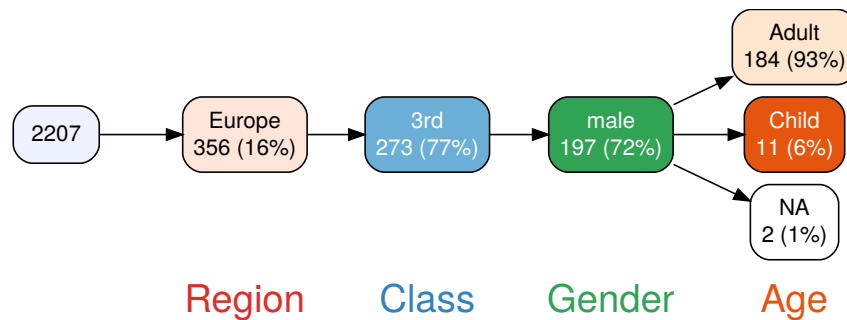 2207
Europe
356 (16%)
3rd
273 (77%)
male
197 (72%)
Adult
184 (93%)
Child
11 (6%)
NA
2 (1%)
Region
Class
Gender
Age